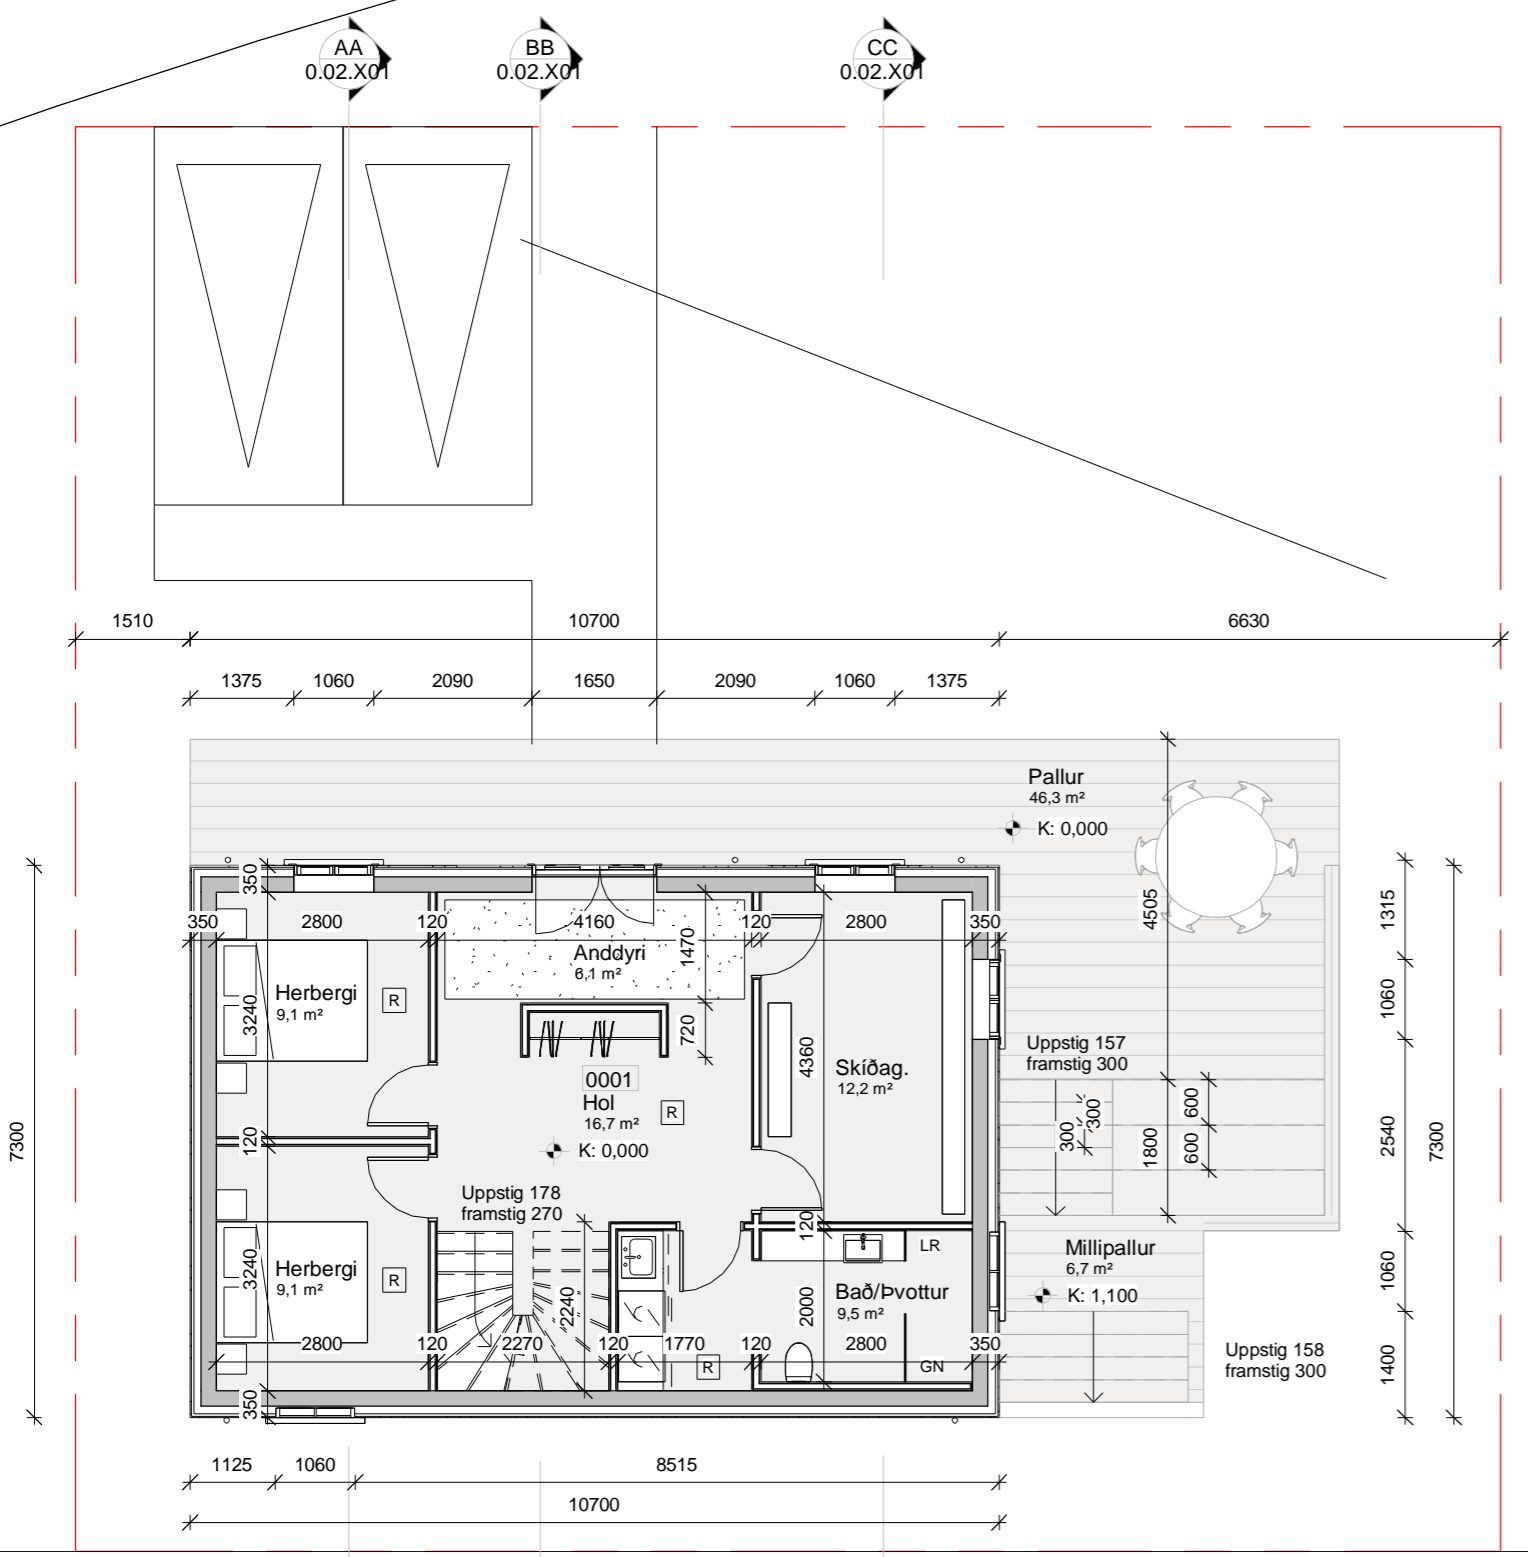 AA
0.02.X01
BB
0.02.X01
CC
0.02.X01
1510
10700
6630
1375
1060
2090
1650
2090
1060
1375
Pallur
46,3 m²
K: 0,000
4505
350
350
2800
120
4160
120
2800
350
1470
Anddyri
6,1 m²
Herbergi
9,1 m²
R
3240
720
4360
Skíðag.
12,2 m²
0001
Hol
16,7 m²
R
K: 0,000
Uppstig 157
framstig 300
300
300
1800
600
600
1315
1060
2540
1060
1400
7300
7300
120
Uppstig 178
framstig 270
120
LR
Millipallur
6,7 m²
K: 1,100
Herbergi
9,1 m²
R
3240
2240
2000
Bað/Þvottur
9,5 m²
2800
120
2270
120
1770
120
2800
350
R
GN
Uppstig 158
framstig 300
350
1125
1060
8515
10700